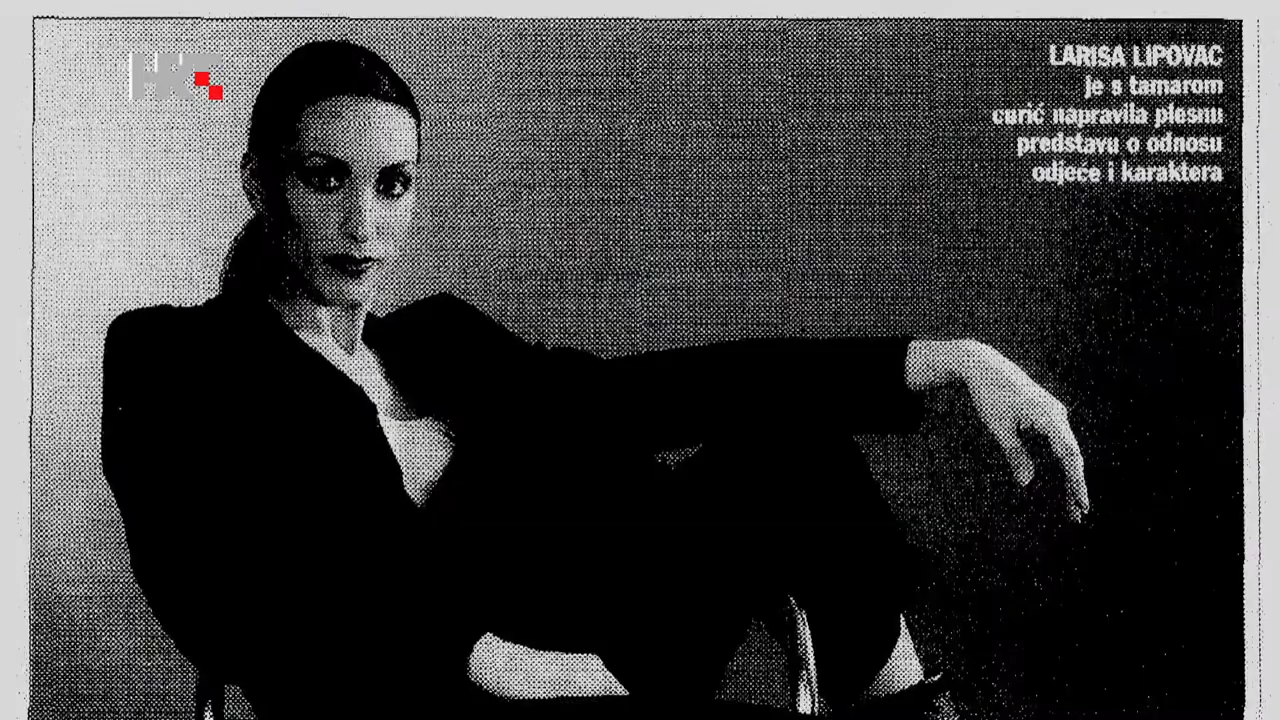 HRT
LARISA LIPOVAC
je s tamarom
curić napravila plesnu
predstavu o odnosu
odjeće i karaktera